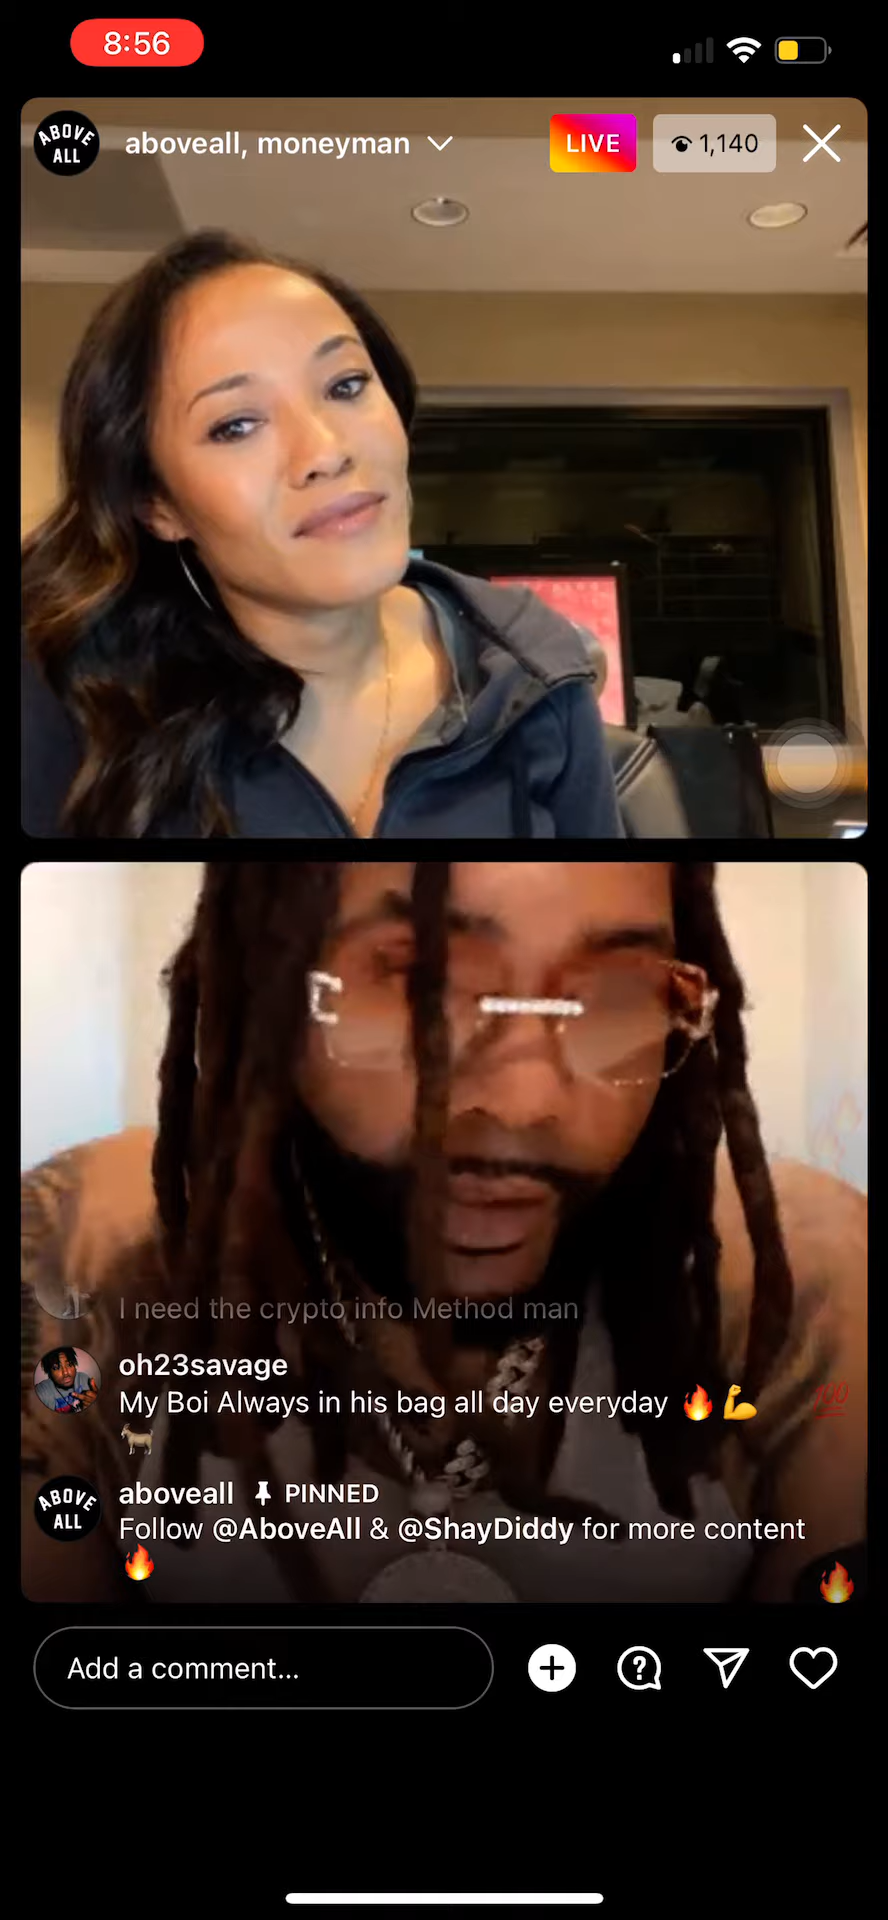 8:56
ABOVE
ALL
aboveall, moneyman
LIVE
1,140
I need the crypto info Method man
oh23savage
My Boi Always in his bag all day everyday 🔥 💪
🐐
💯
ABOVE
ALL
aboveall 📌 PINNED
Follow @AboveAll & @ShayDiddy for more content
🔥
Add a comment...